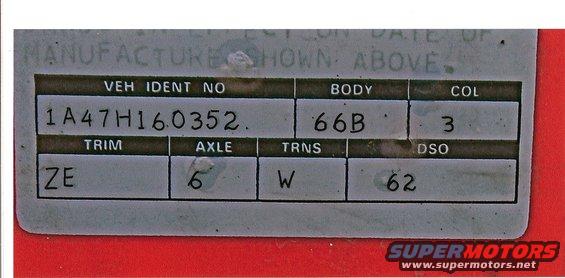 MANUFACTURE SHOWN ABOVE.
VEH IDENT NO BODY COL
1A47H160352 66B 3
TRIM AXLE TRNS DSO
ZE 6 W 62
SUPERMOTORS
www.supermotors.net